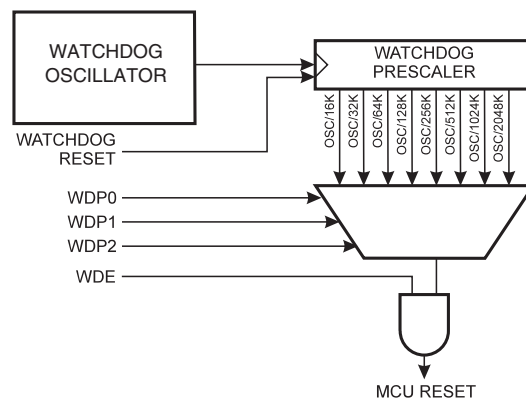 WATCHDOG
OSCILLATOR
WATCHDOG
PRESCALER
WATCHDOG
RESET
OSC/16K
OSC/32K
OSC/64K
OSC/128K
OSC/256K
OSC/512K
OSC/1024K
OSC/2048K
WDP0
WDP1
WDP2
WDE
MCU RESET